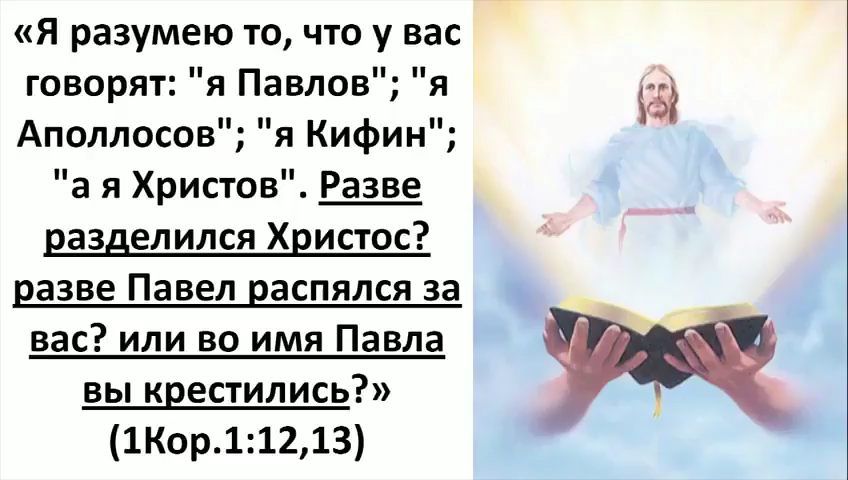 «Я разумею то, что у вас
говорят: "я Павлов"; "я
Аполлосов"; "я Кифин";
"а я Христов". Разве
разделился Христос?
разве Павел распялся за
вас? или во имя Павла
вы крестились?»
(1Кор.1:12,13)